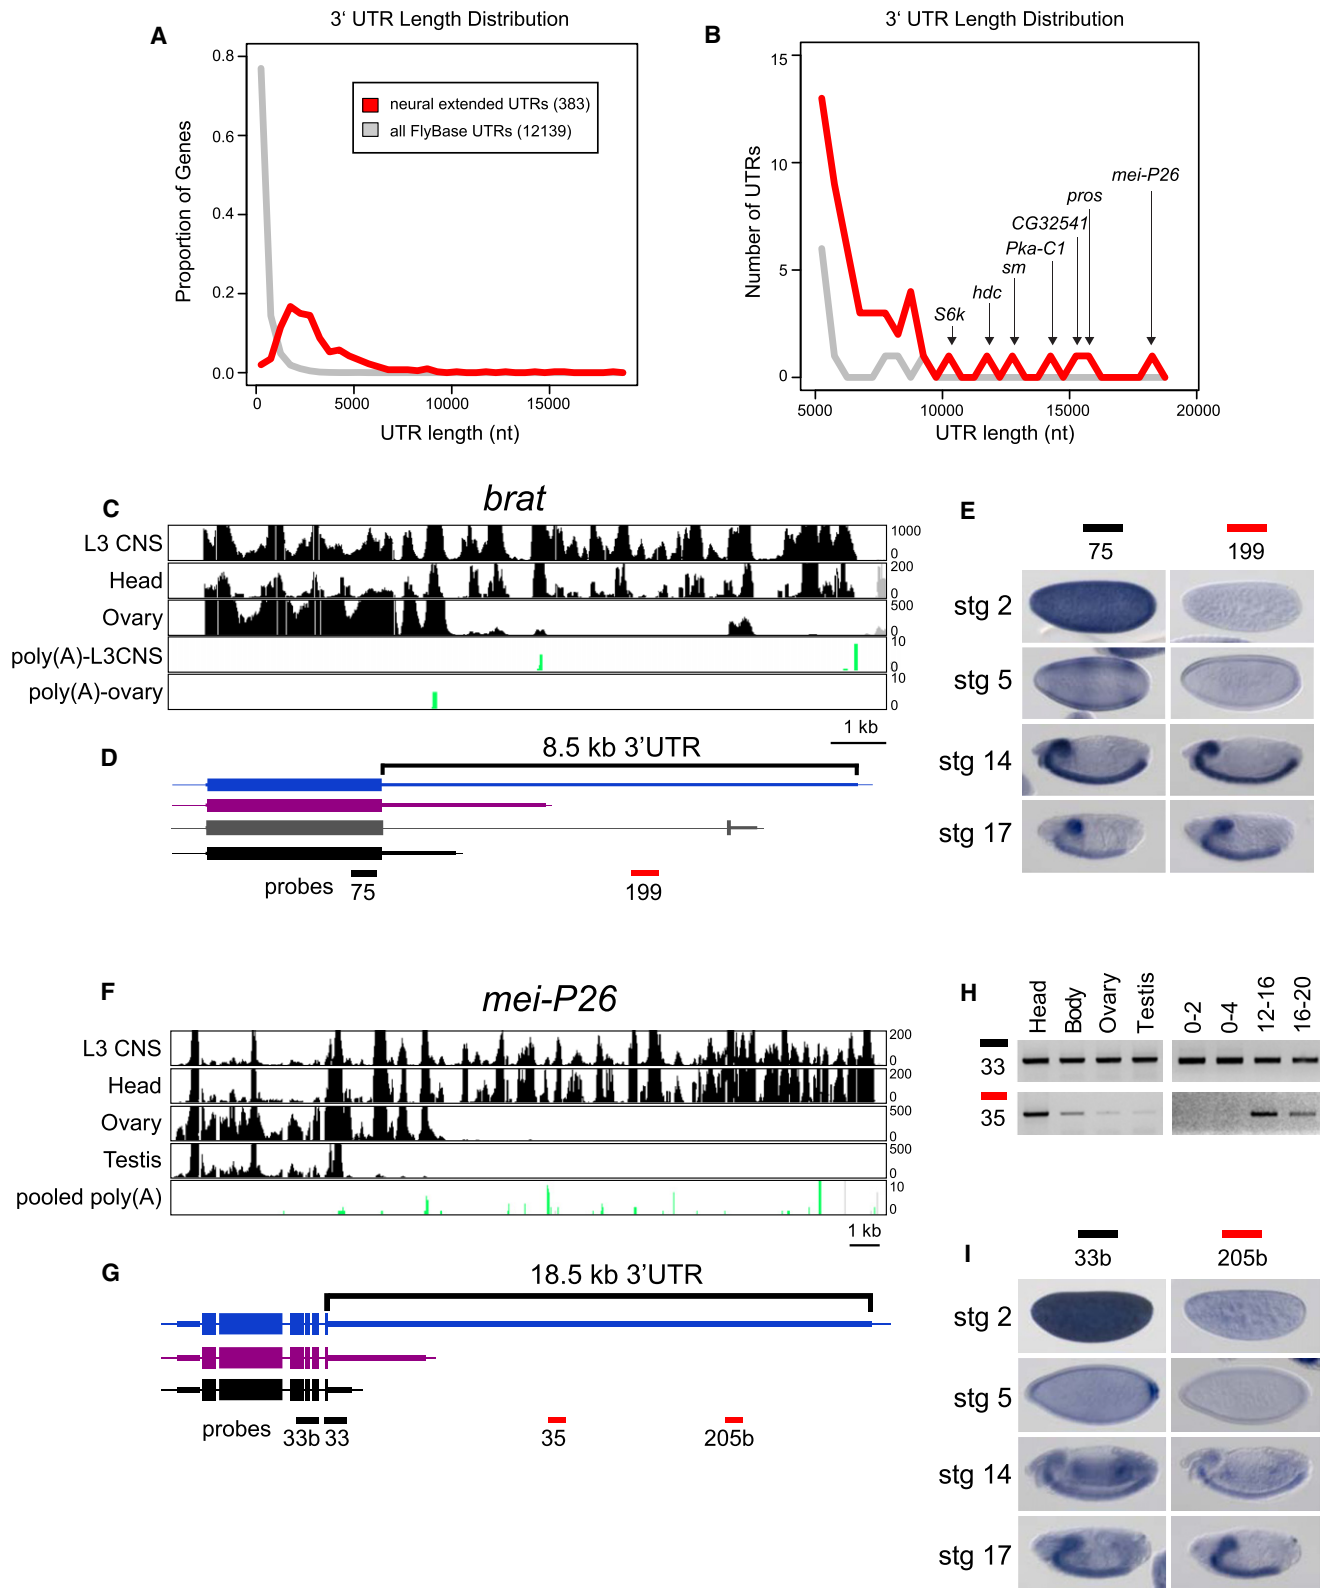 A
3' UTR Length Distribution
Proportion of Genes
0.8
0.6
0.4
0.2
0.0
neural extended UTRs (383)
all FlyBase UTRs (12139)
0
5000
10000
15000
UTR length (nt)
B
3' UTR Length Distribution
Number of UTRs
15
10
5
0
S6k
hdc
sm
Pka-C1
CG32541
pros
mei-P26
5000
10000
15000
20000
UTR length (nt)
C
brat
L3 CNS
1000
0
Head
200
0
Ovary
500
0
poly(A)-L3CNS
10
0
poly(A)-ovary
10
0
1 kb
D
8.5 kb 3'UTR
probes
75
199
E
75
199
stg 2
stg 5
stg 14
stg 17
F
mei-P26
L3 CNS
200
0
Head
200
0
Ovary
500
0
Testis
500
0
pooled poly(A)
10
0
1 kb
G
18.5 kb 3'UTR
probes
33b
33
35
205b
H
Head
Body
Ovary
Testis
0-2
0-4
12-16
16-20
33
35
I
33b
205b
stg 2
stg 5
stg 14
stg 17